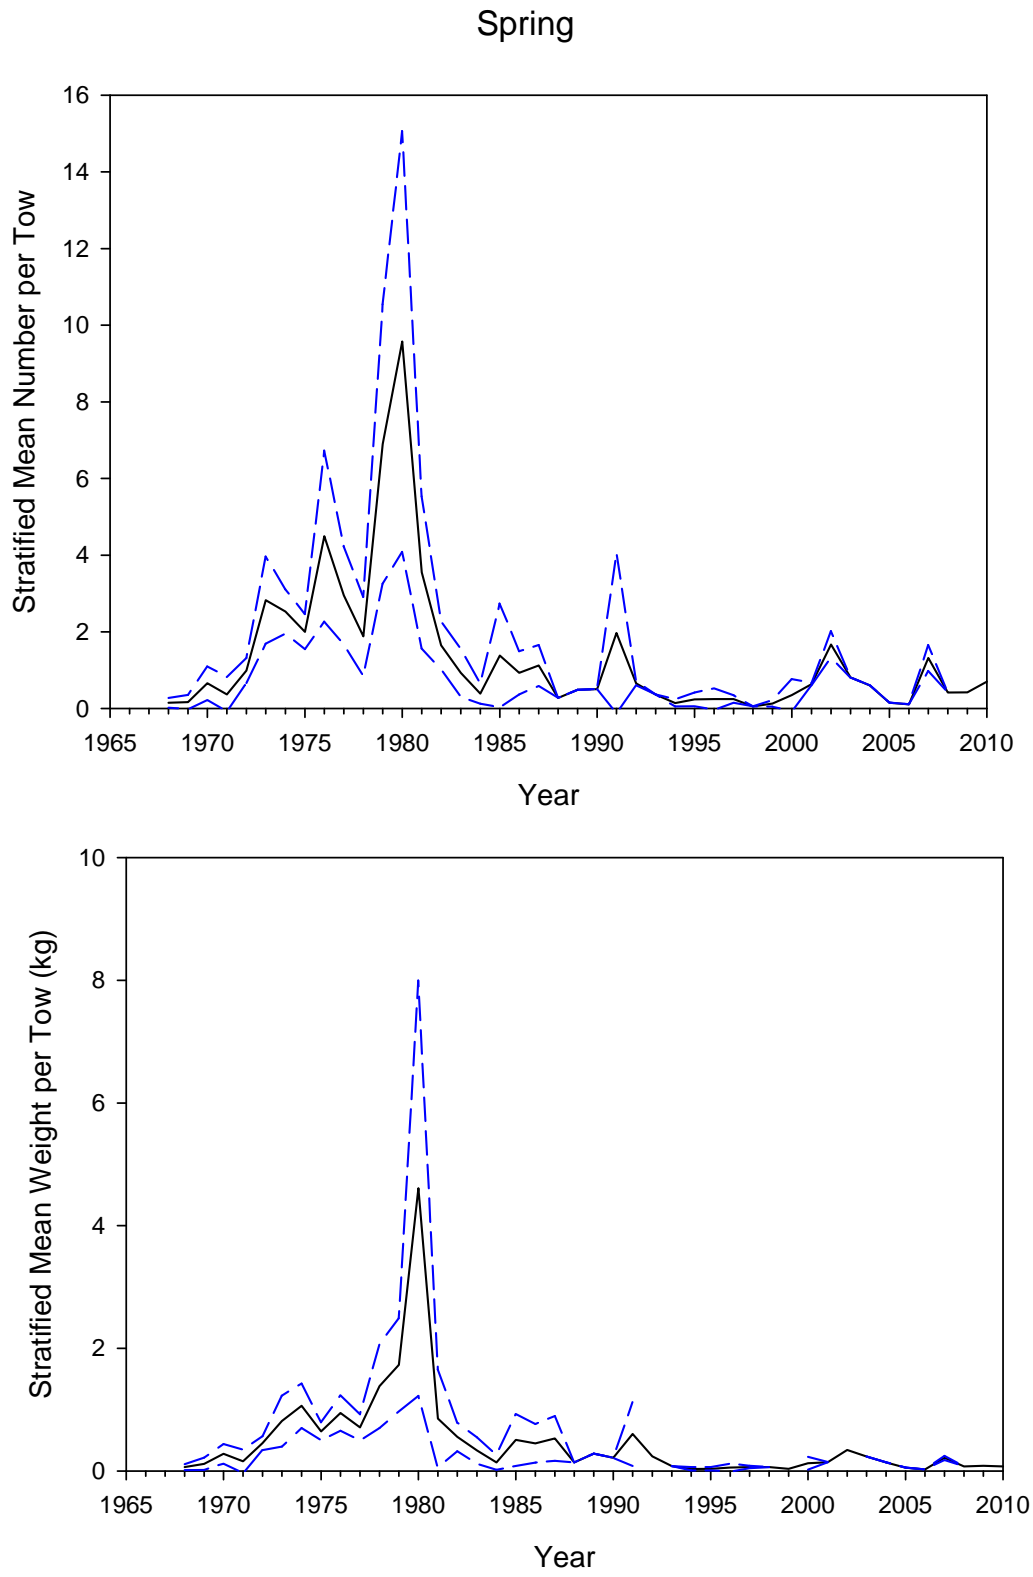 Spring
16
14
12
10
8
6
4
2
0
Stratified Mean Number per Tow
1965 1970 1975 1980 1985 1990 1995 2000 2005 2010
Year
10
8
6
4
2
0
Stratified Mean Weight per Tow (kg)
1965 1970 1975 1980 1985 1990 1995 2000 2005 2010
Year